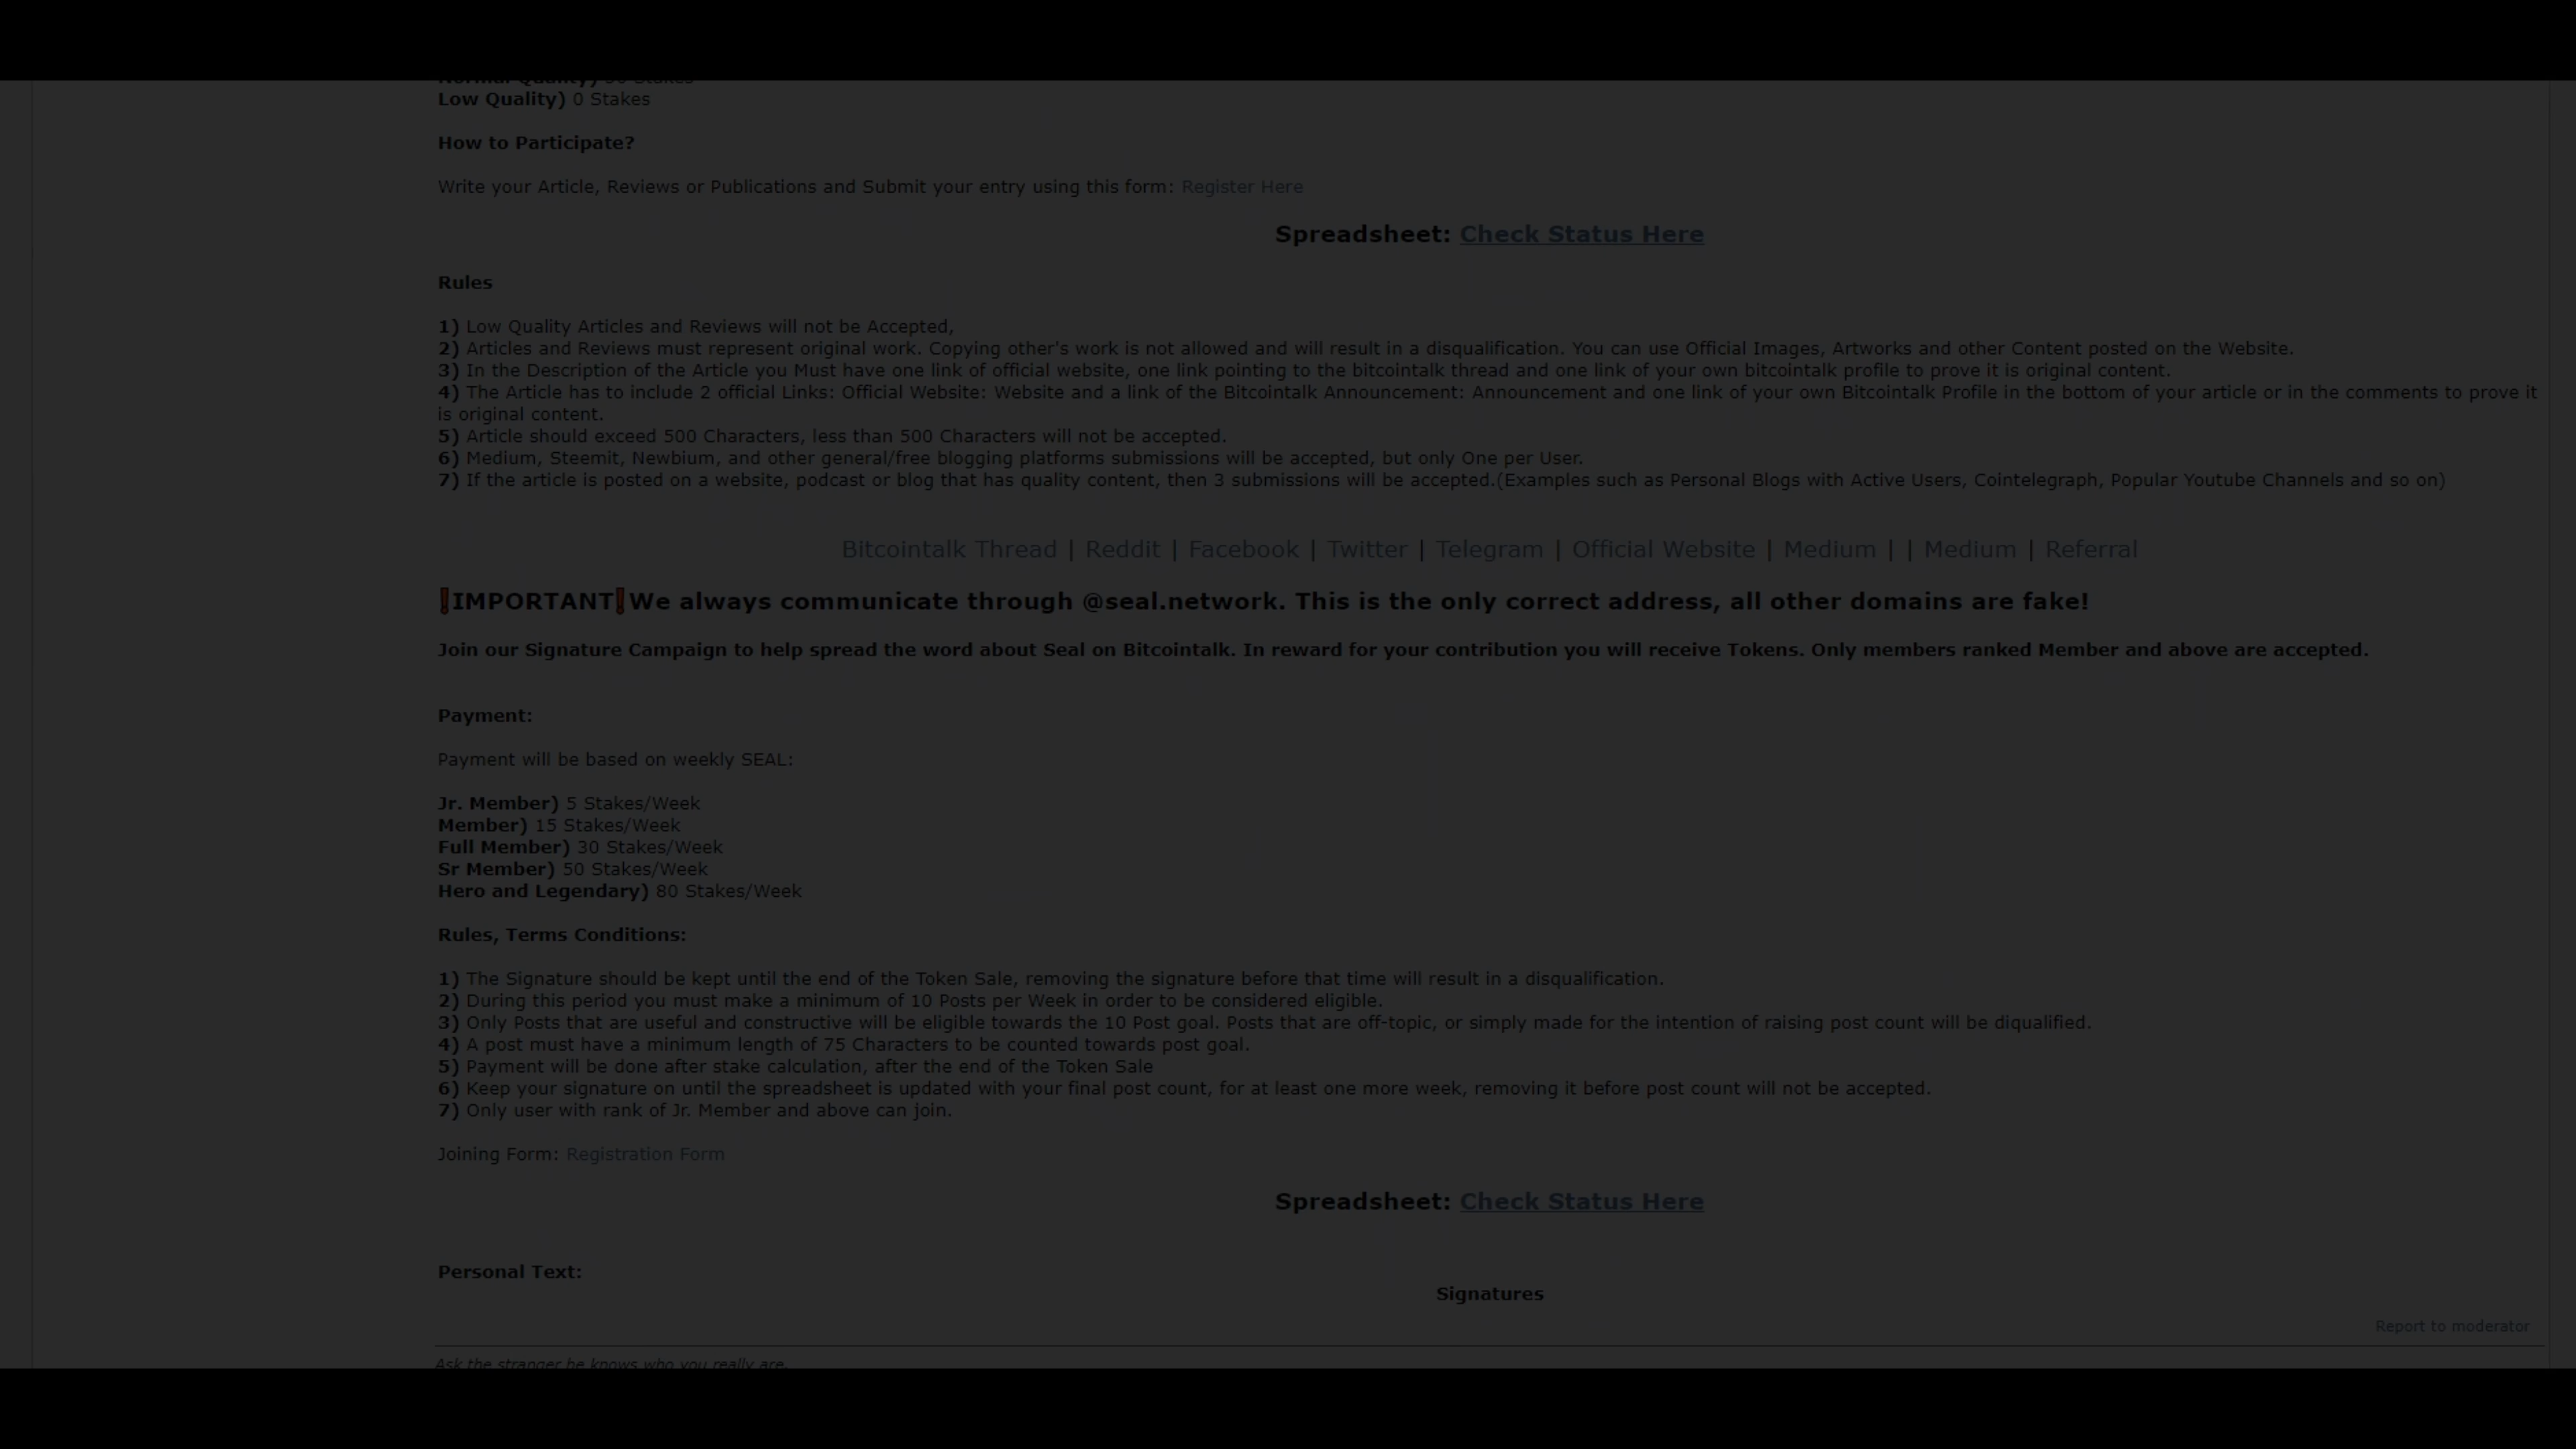 Low Quality) 0 Stakes
How to Participate?
Write your Article, Reviews or Publications and Submit your entry using this form: Register Here
Spreadsheet: Check Status Here
Rules
1) Low Quality Articles and Reviews will not be Accepted,
2) Articles and Reviews must represent original work. Copying other's work is not allowed and will result in a disqualification. You can use Official Images, Artworks and other Content posted on the Website.
3) In the Description of the Article you Must have one link of official website, one link pointing to the bitcointalk thread and one link of your own bitcointalk profile to prove it is original content.
4) The Article has to include 2 official Links: Official Website: Website and a link of the Bitcointalk Announcement: Announcement and one link of your own Bitcointalk Profile in the bottom of your article or in the comments to prove it
is original content.
5) Article should exceed 500 Characters, less than 500 Characters will not be accepted.
6) Medium, Steemit, Newbium, and other general/free blogging platforms submissions will be accepted, but only One per User.
7) If the article is posted on a website, podcast or blog that has quality content, then 3 submissions will be accepted.(Examples such as Personal Blogs with Active Users, Cointelegraph, Popular Youtube Channels and so on)
Bitcointalk Thread | Reddit | Facebook | Twitter | Telegram | Official Website | Medium | | Medium | Referral
❗IMPORTANT❗We always communicate through @seal.network. This is the only correct address, all other domains are fake!
Join our Signature Campaign to help spread the word about Seal on Bitcointalk. In reward for your contribution you will receive Tokens. Only members ranked Member and above are accepted.
Payment:
Payment will be based on weekly SEAL:
Jr. Member) 5 Stakes/Week
Member) 15 Stakes/Week
Full Member) 30 Stakes/Week
Sr Member) 50 Stakes/Week
Hero and Legendary) 80 Stakes/Week
Rules, Terms Conditions:
1) The Signature should be kept until the end of the Token Sale, removing the signature before that time will result in a disqualification.
2) During this period you must make a minimum of 10 Posts per Week in order to be considered eligible.
3) Only Posts that are useful and constructive will be eligible towards the 10 Post goal. Posts that are off-topic, or simply made for the intention of raising post count will be diqualified.
4) A post must have a minimum length of 75 Characters to be counted towards post goal.
5) Payment will be done after stake calculation, after the end of the Token Sale
6) Keep your signature on until the spreadsheet is updated with your final post count, for at least one more week, removing it before post count will not be accepted.
7) Only user with rank of Jr. Member and above can join.
Joining Form: Registration Form
Spreadsheet: Check Status Here
Personal Text:
Signatures
Report to moderator
Ask the stranger he knows who you really are.